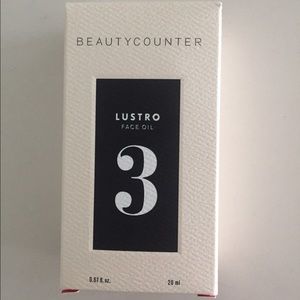 BEAUTYCOUNTER
LUSTRO
FACE OIL
3
0.67 fl. oz. 20 ml